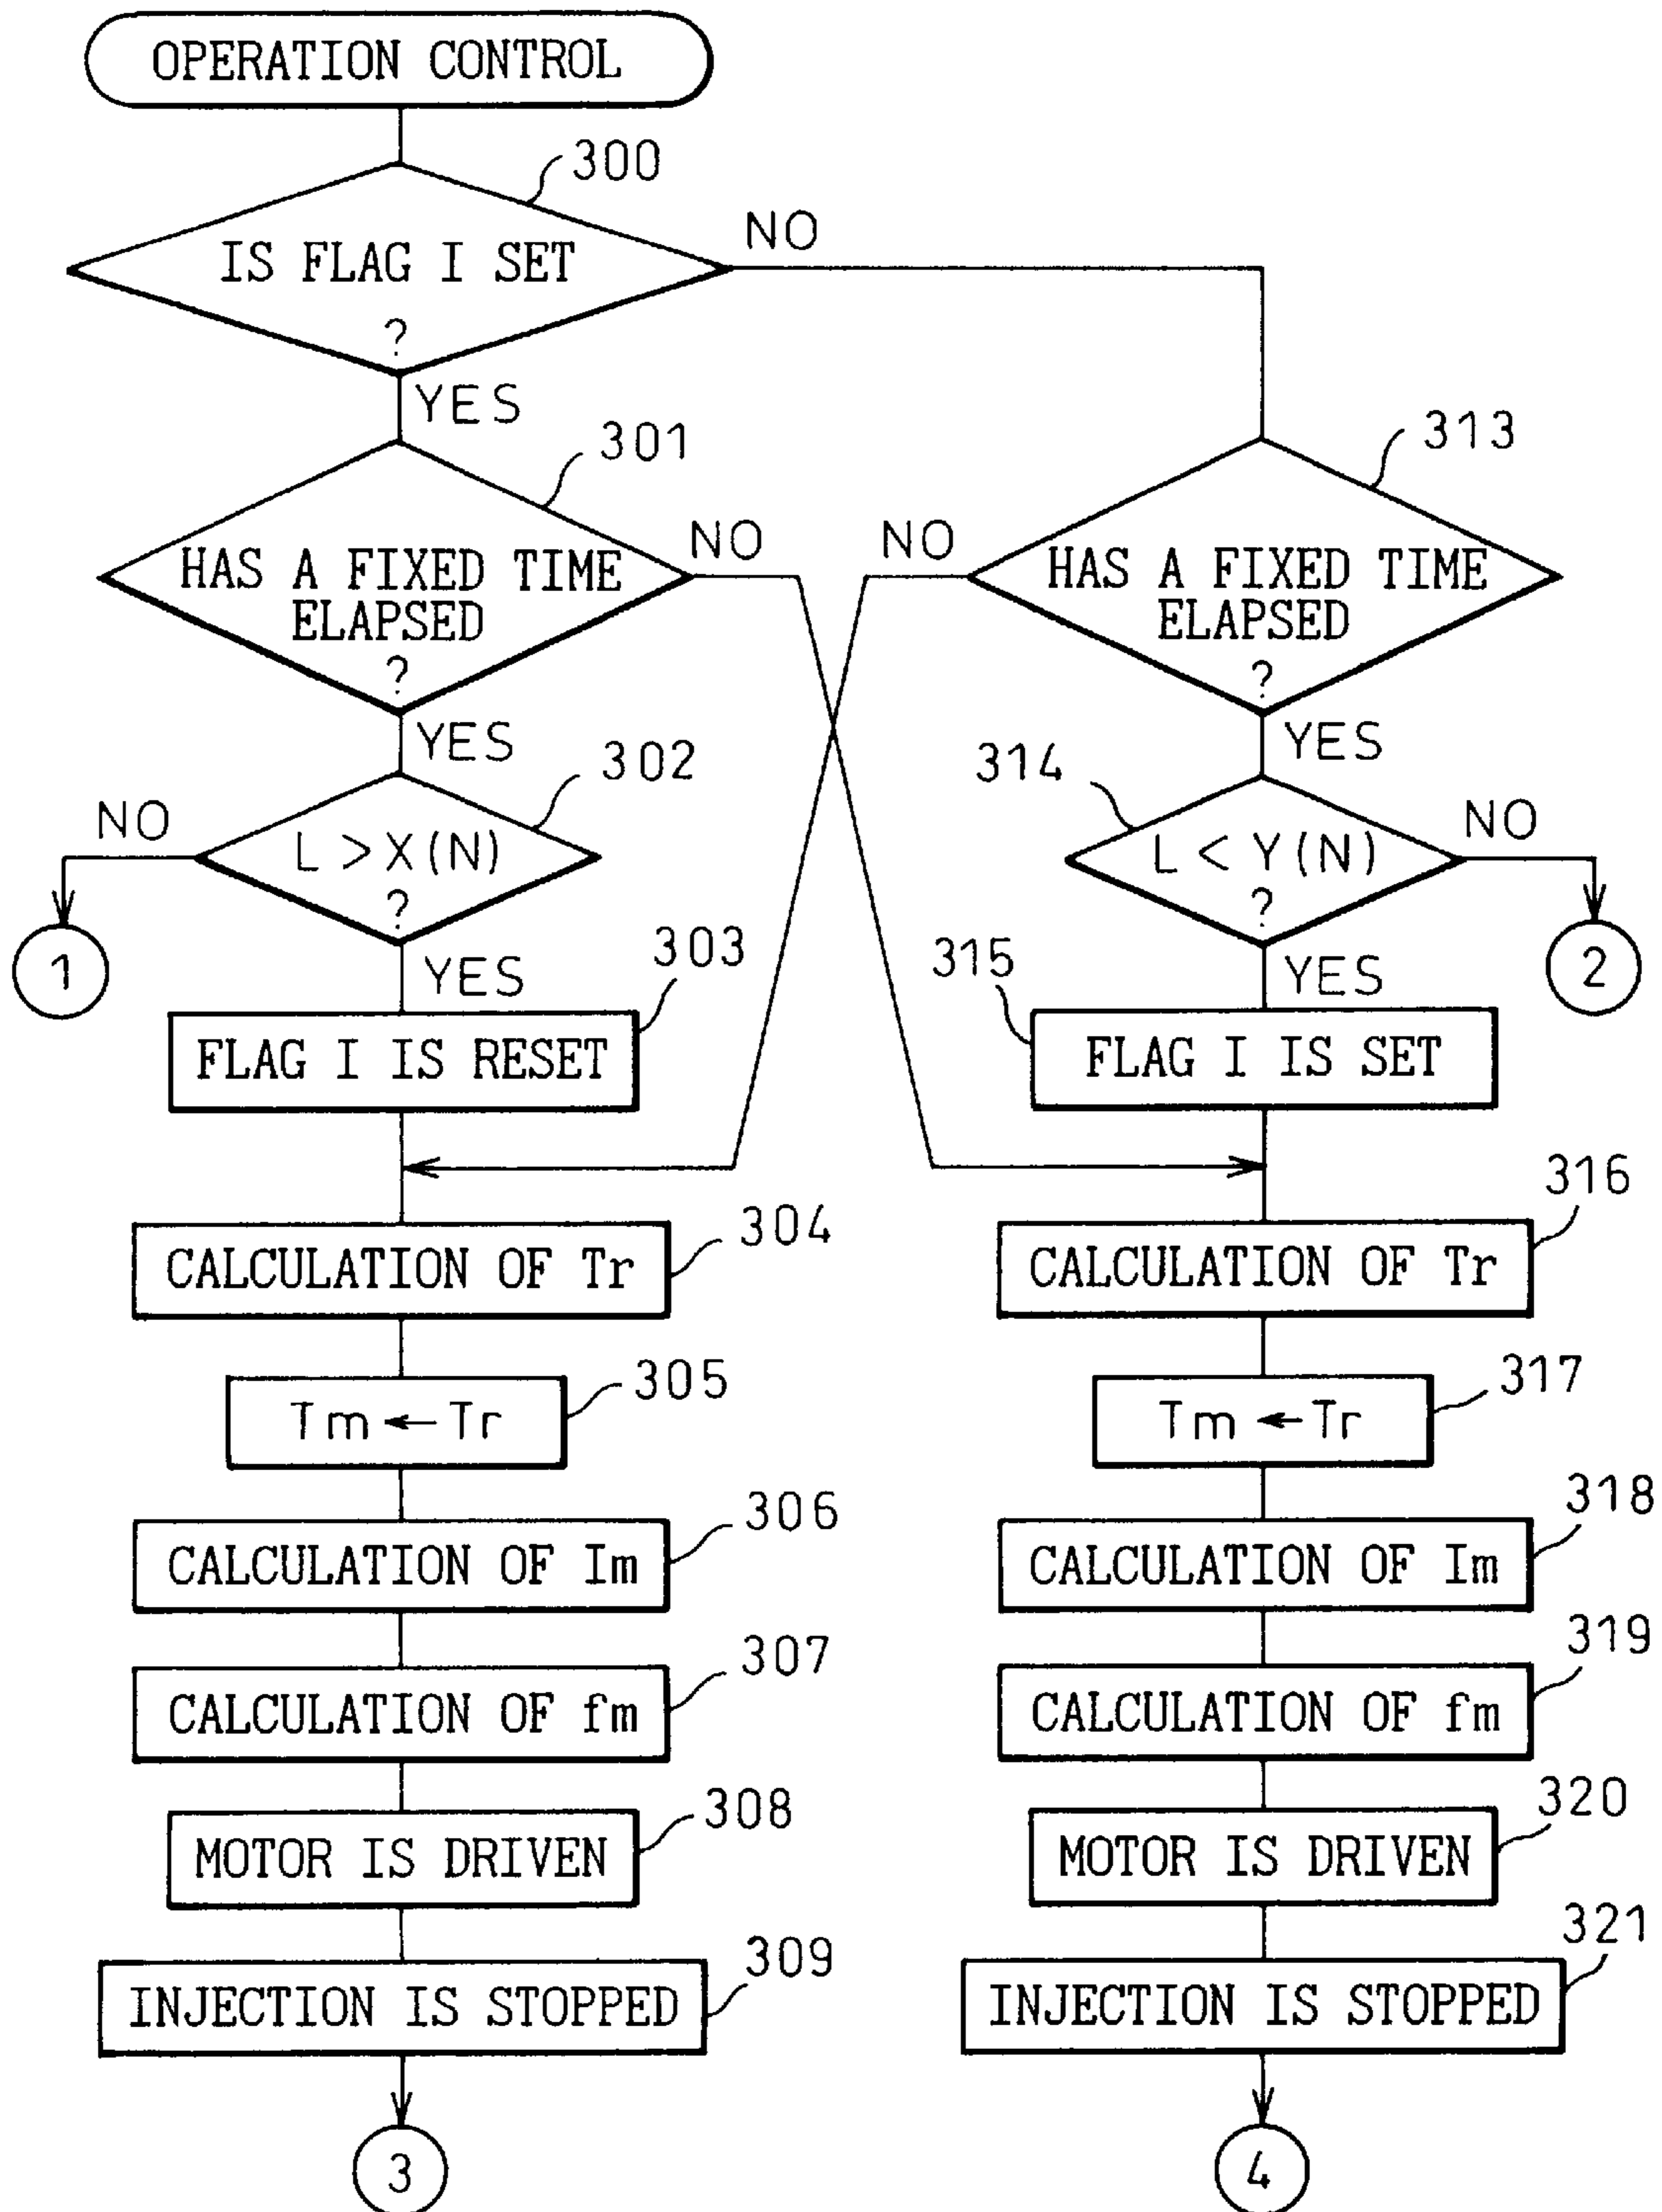 OPERATION CONTROL
300
IS FLAG I SET
?
NO
YES
301
HAS A FIXED TIME
ELAPSED
?
NO
YES
302
L > X(N)
?
NO
1
YES
303
FLAG I IS RESET
304
CALCULATION OF Tr
305
Tm ← Tr
306
CALCULATION OF Im
307
CALCULATION OF fm
308
MOTOR IS DRIVEN
309
INJECTION IS STOPPED
3
313
NO
HAS A FIXED TIME
ELAPSED
?
YES
314
L < Y(N)
?
NO
2
YES
315
FLAG I IS SET
316
CALCULATION OF Tr
317
Tm ← Tr
318
CALCULATION OF Im
319
CALCULATION OF fm
320
MOTOR IS DRIVEN
321
INJECTION IS STOPPED
4